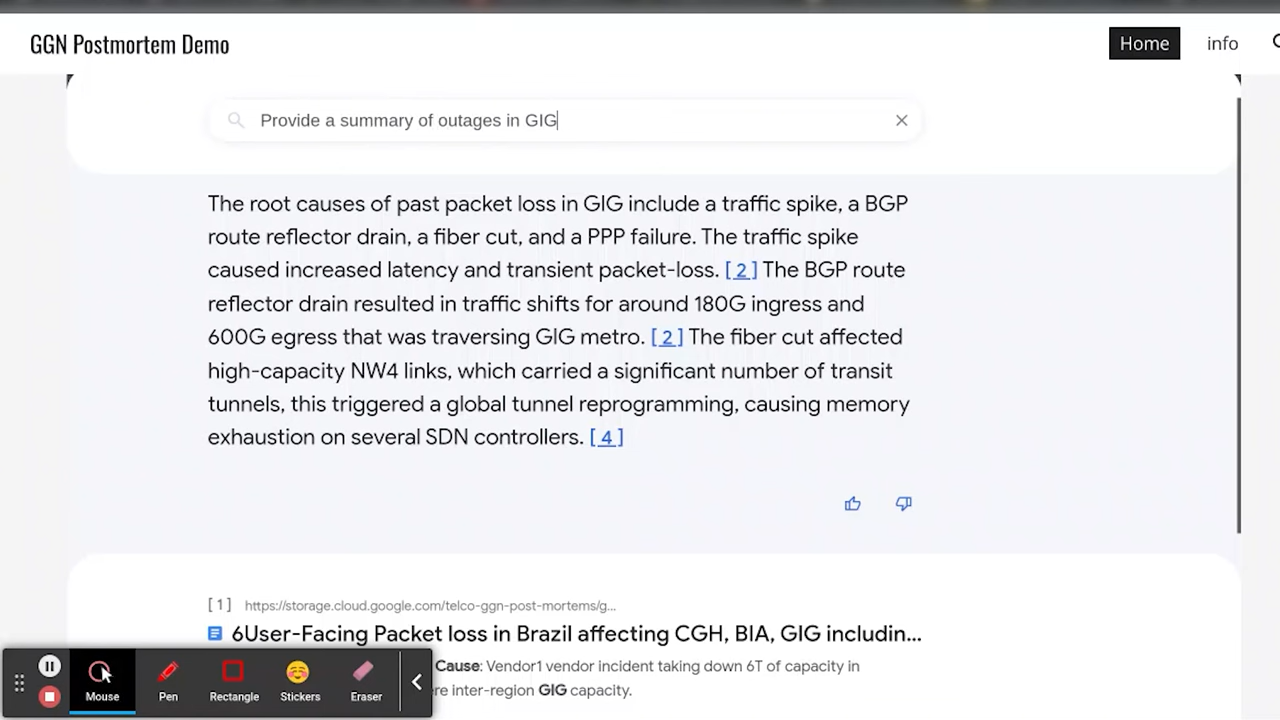 GGN Postmortem Demo
Home
info
Provide a summary of outages in GIG
The root causes of past packet loss in GIG include a traffic spike, a BGP
route reflector drain, a fiber cut, and a PPP failure. The traffic spike
caused increased latency and transient packet-loss. [2] The BGP route
reflector drain resulted in traffic shifts for around 180G ingress and
600G egress that was traversing GIG metro. [2] The fiber cut affected
high-capacity NW4 links, which carried a significant number of transit
tunnels, this triggered a global tunnel reprogramming, causing memory
exhaustion on several SDN controllers. [4]
[1] https://storage.cloud.google.com/telco-ggn-post-mortems/g...
6User-Facing Packet loss in Brazil affecting CGH, BIA, GIG includin...
Cause: Vendor1 vendor incident taking down 6T of capacity in
re inter-region GIG capacity.
Mouse
Pen
Rectangle
Stickers
Eraser